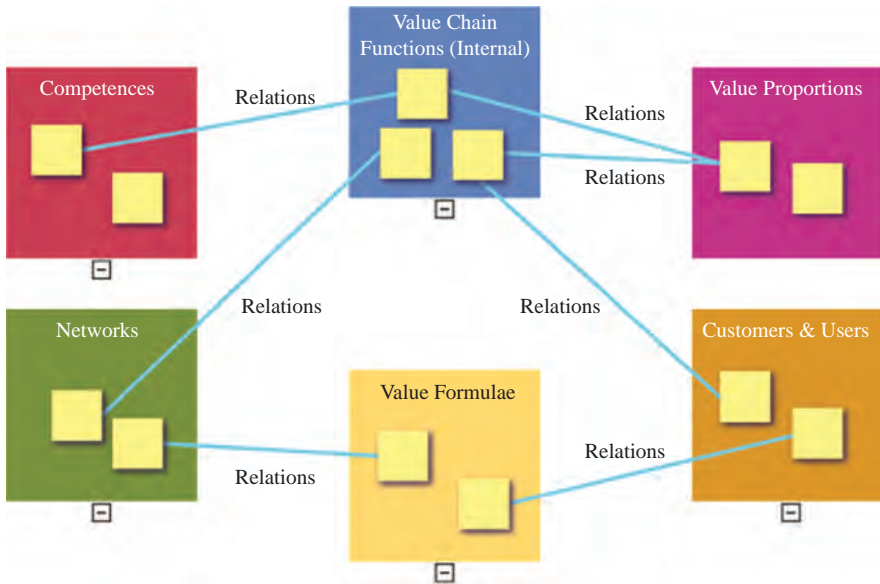 Value Chain
Functions (Internal)
Competences
Value Proportions
Relations
Relations
Relations
Relations
Relations
Networks
Customers & Users
Value Formulae
Relations
Relations